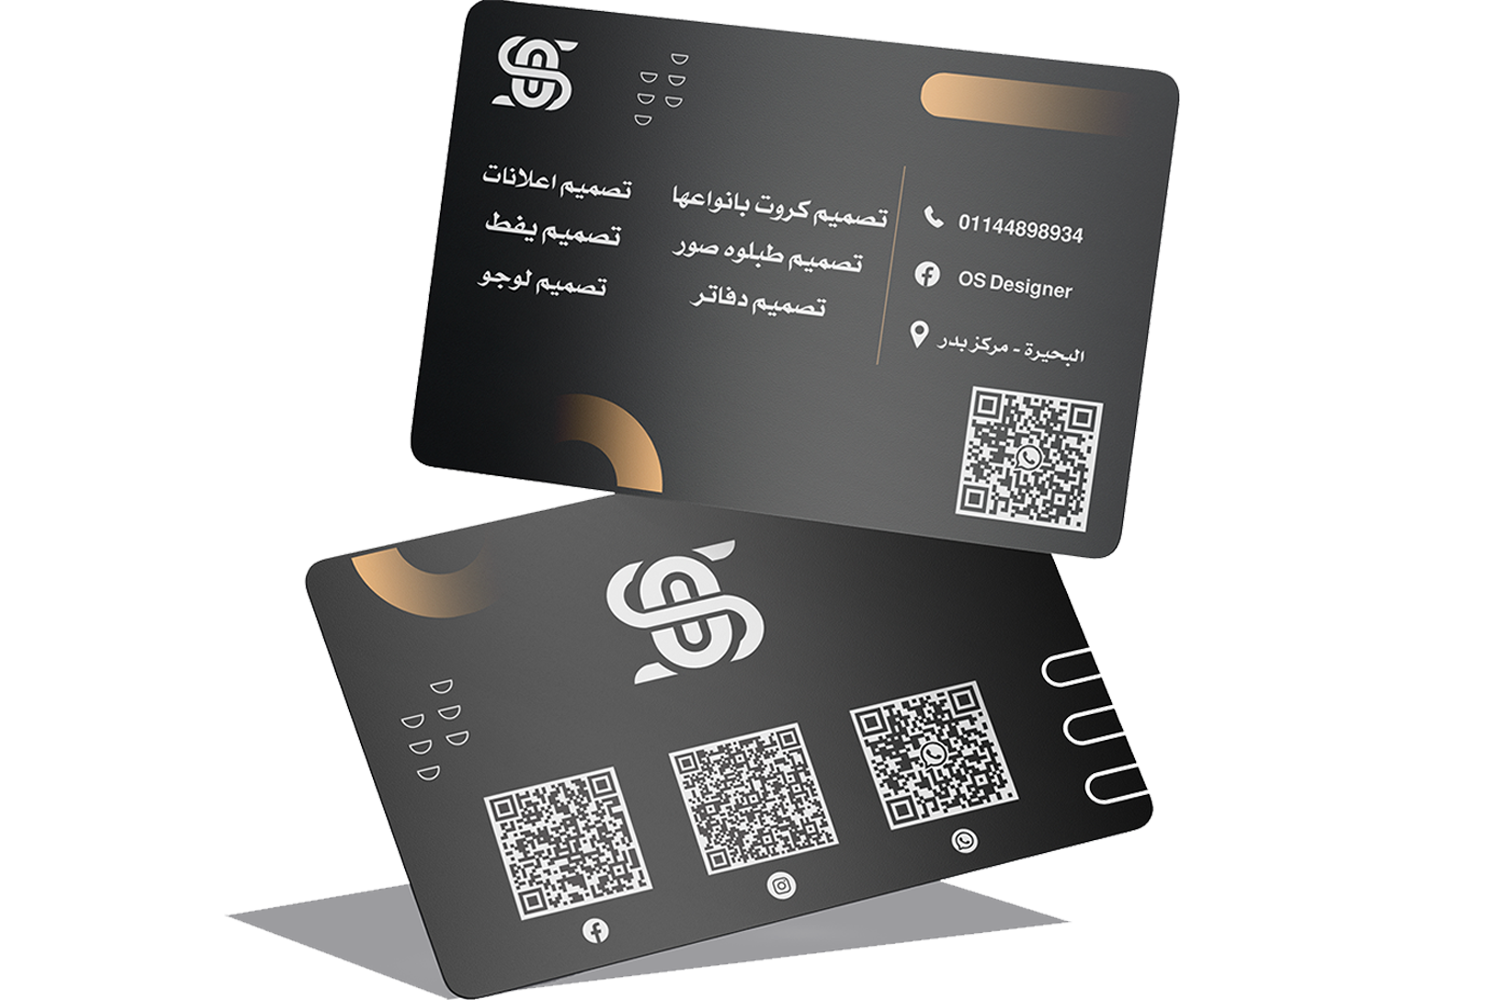 تصميم كروت بانواعها
تصميم طبلوه صور
تصميم دفاتر
تصميم اعلانات
تصميم يفط
تصميم لوجو
01144898934
OS Designer
البحيرة - مركز بدر